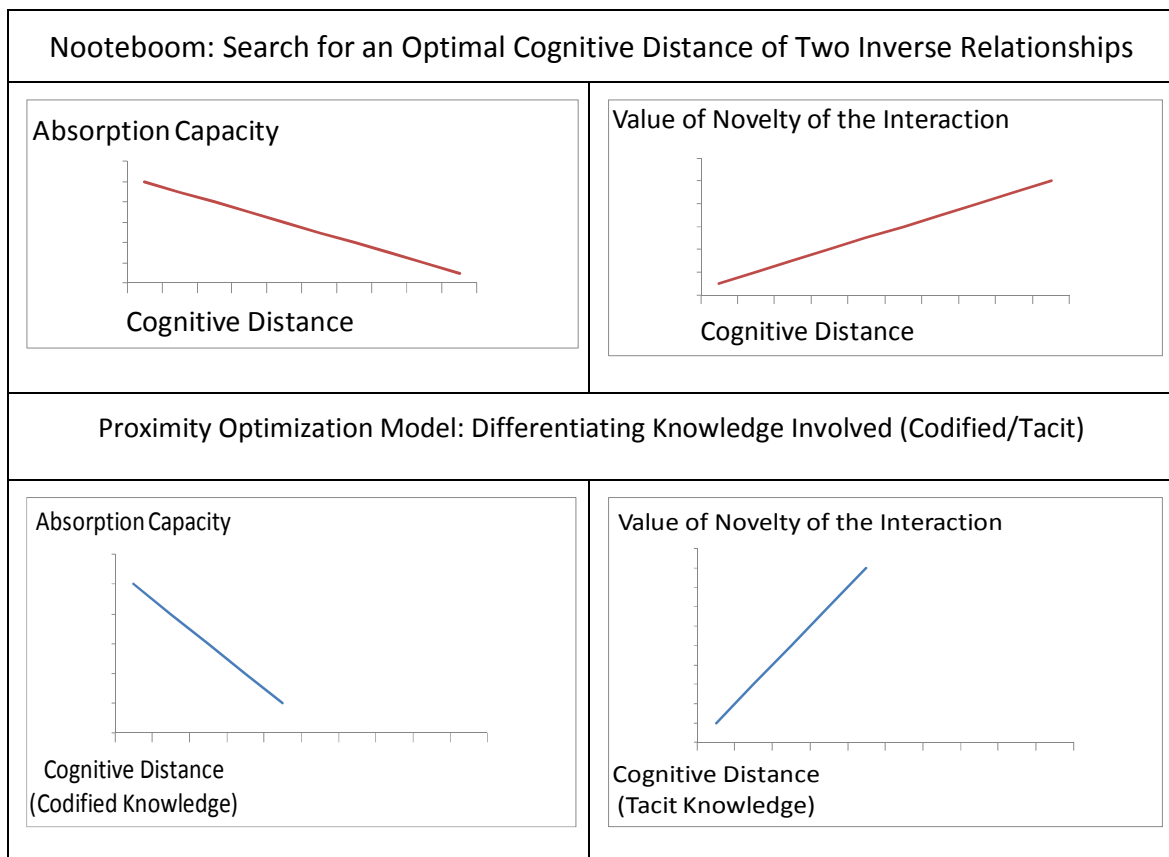 Nooteboom: Search for an Optimal Cognitive Distance of Two Inverse Relationships
Absorption Capacity
Cognitive Distance
Value of Novelty of the Interaction
Cognitive Distance
Proximity Optimization Model: Differentiating Knowledge Involved (Codified/Tacit)
Absorption Capacity
Cognitive Distance
(Codified Knowledge)
Value of Novelty of the Interaction
Cognitive Distance
(Tacit Knowledge)